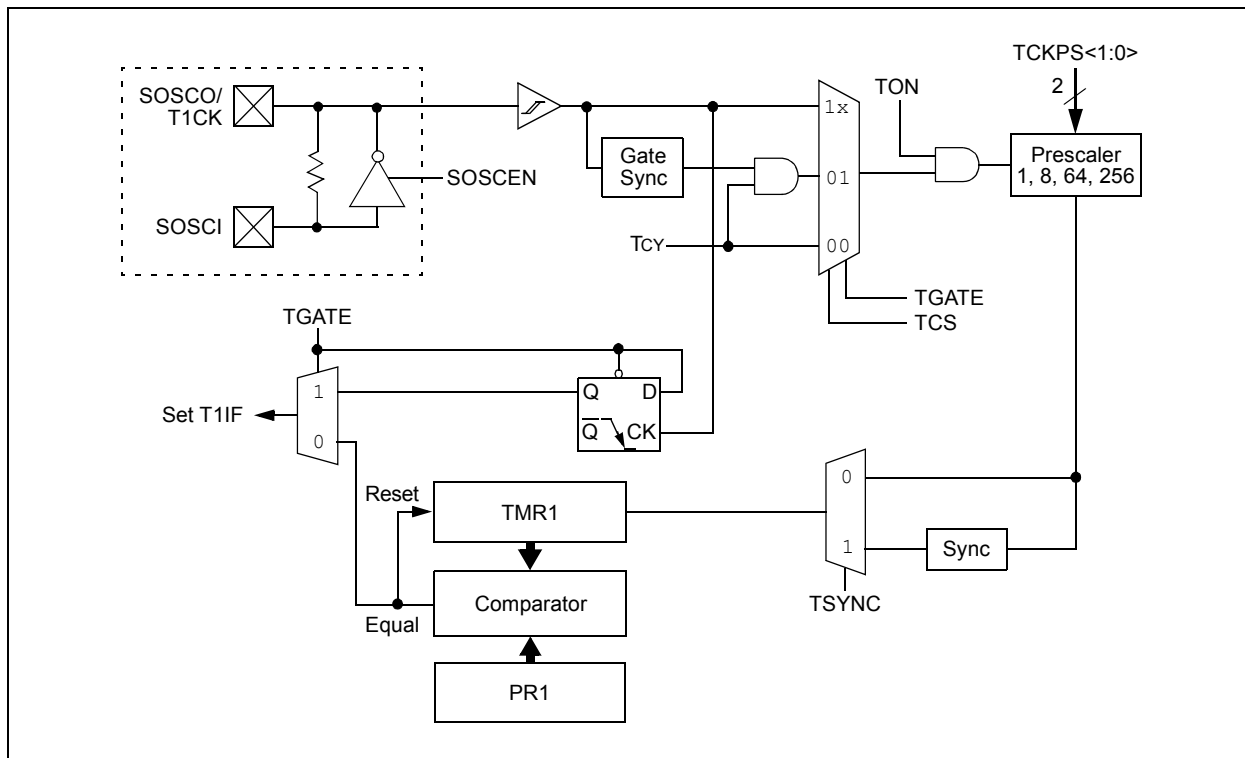 TCKPS<1:0>
2
TON
SOSCO/
T1CK
1x
Gate
Sync
Prescaler
1, 8, 64, 256
SOSCEN
01
SOSCI
TCY
00
TGATE
TCS
TGATE
1
Q
D
Set T1IF
Q
CK
0
0
Reset
TMR1
1
Sync
Comparator
TSYNC
Equal
PR1